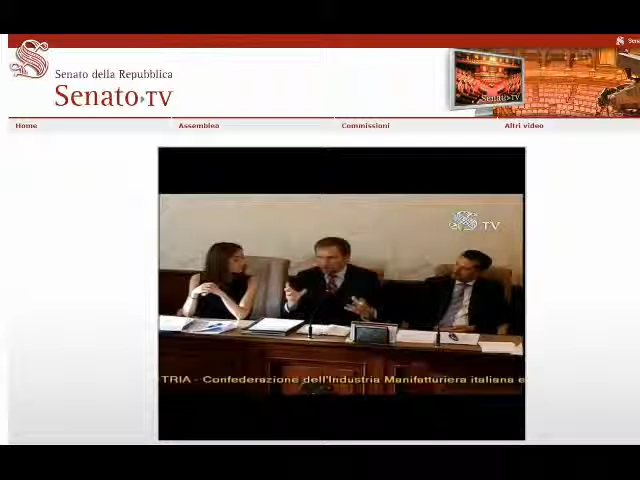 Sena
Senato della Repubblica
Senato TV
Senato TV
Home
Assemblea
Commissioni
Altri video
TV
TRIA - Confederazione dell'Industria Manifatturiera italiana e